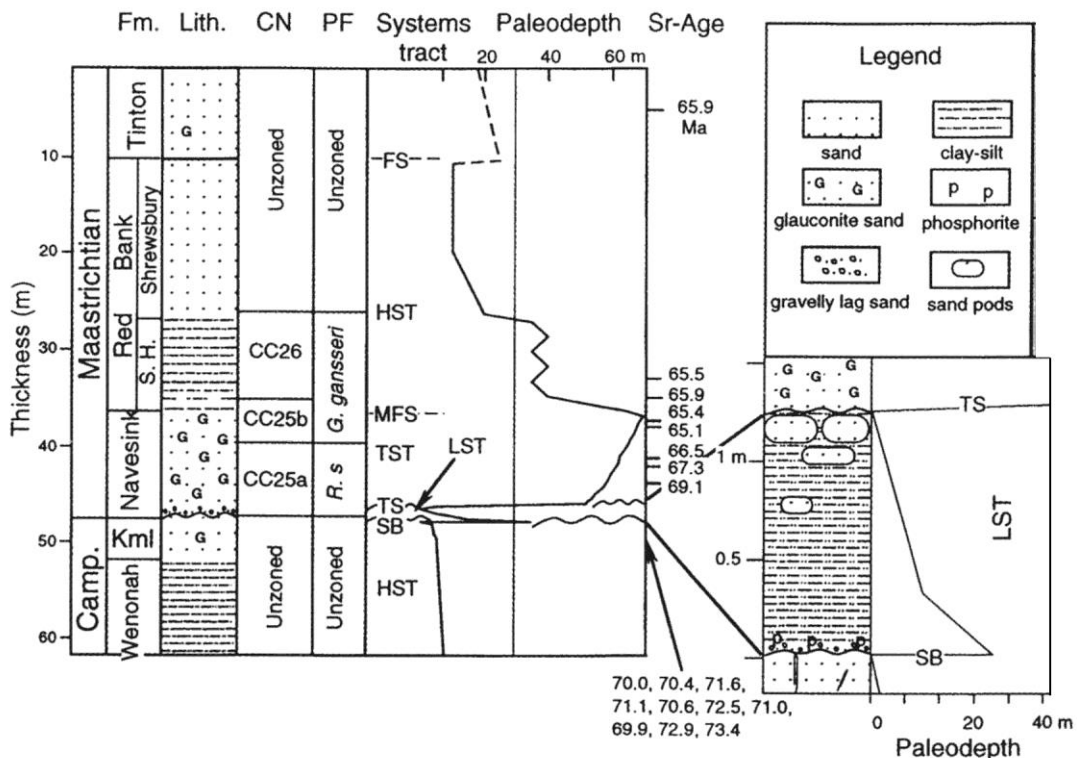 Fm. Lith. CN PF Systems tract Paleodepth Sr-Age
20 60 m
Thickness (m)
10
20
30
40
50
60
Maastrichtian
Camp.
Tinton
Red Bank
Shrewsbury
S. H.
Navesink
Kml
Wenonah
G
G G
G
G G
G
G
Unzoned
CC26
CC25b
CC25a
Unzoned
Unzoned
G. gansseri
R. s
Unzoned
FS
HST
MFS
TST
LST
TS
SB
HST
65.9
Ma
65.5
65.9
65.4
65.1
66.5
67.3
69.1
70.0, 70.4, 71.6,
71.1, 70.6, 72.5, 71.0,
69.9, 72.9, 73.4
Legend
sand
clay-silt
G G
glauconite sand
p p
phosphorite
gravelly lag sand
sand pods
G
G
G G
TS
1 m
0.5
LST
p p p
SB
0 20 40 m
Paleodepth